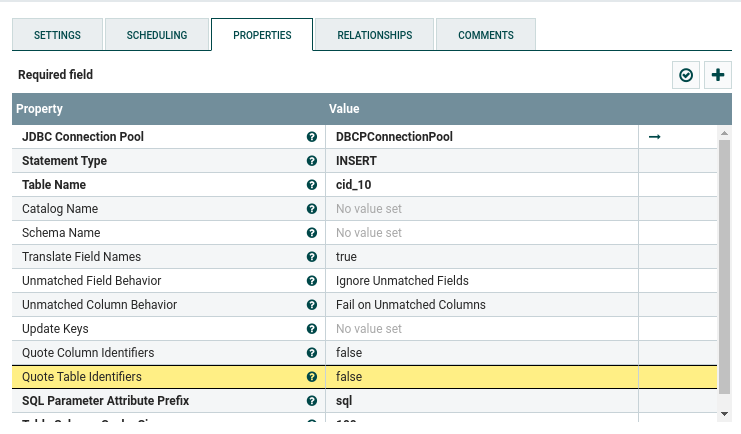 SETTINGS SCHEDULING PROPERTIES RELATIONSHIPS COMMENTS
Required field
Property Value
JDBC Connection Pool DBCPConnectionPool
Statement Type INSERT
Table Name cid_10
Catalog Name No value set
Schema Name No value set
Translate Field Names true
Unmatched Field Behavior Ignore Unmatched Fields
Unmatched Column Behavior Fail on Unmatched Columns
Update Keys No value set
Quote Column Identifiers false
Quote Table Identifiers false
SQL Parameter Attribute Prefix sql